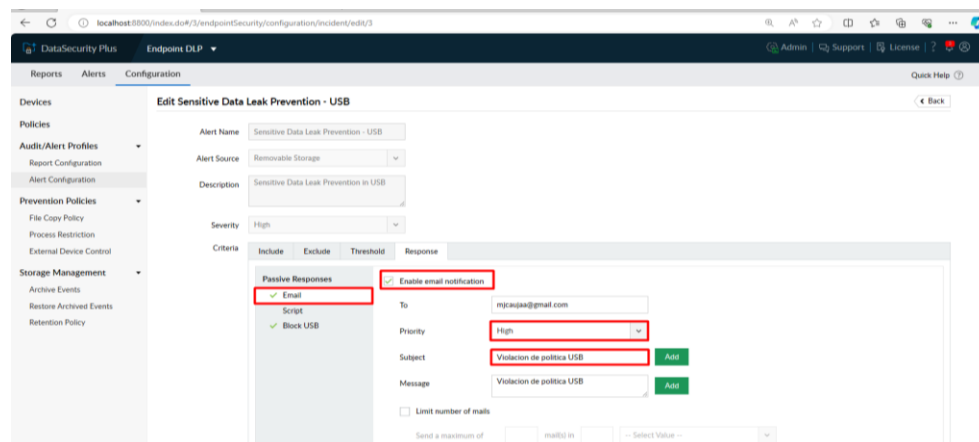 localhost:8800/index.do#/3/endpointSecurity/configuration/incident/edit/3
DataSecurity Plus Endpoint DLP Admin Support License ?
Reports Alerts Configuration Quick Help
Devices Edit Sensitive Data Leak Prevention - USB Back
Policies
Alert Name Sensitive Data Leak Prevention - USB
Audit/Alert Profiles
Report Configuration
Alert Source Removable Storage
Alert Configuration
Description Sensitive Data Leak Prevention in USB
Prevention Policies
File Copy Policy
Severity High
Process Restriction
External Device Control
Criteria Include Exclude Threshold Response
Storage Management
Passive Responses Enable email notification
Archive Events
Email
Restore Archived Events
To mjcaujaa@gmail.com
Script
Retention Policy
Block USB
Priority High
Subject Violacion de politica USB Add
Message Violacion de politica USB Add
Limit number of mails
Send a maximum of mail(s) in -- Select Value --